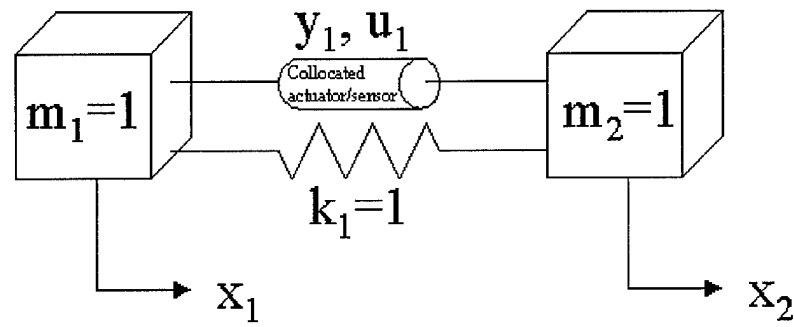 y₁, u₁
Collocated
actuator/sensor
m₁=1
m₂=1
k₁=1
x₁
x₂